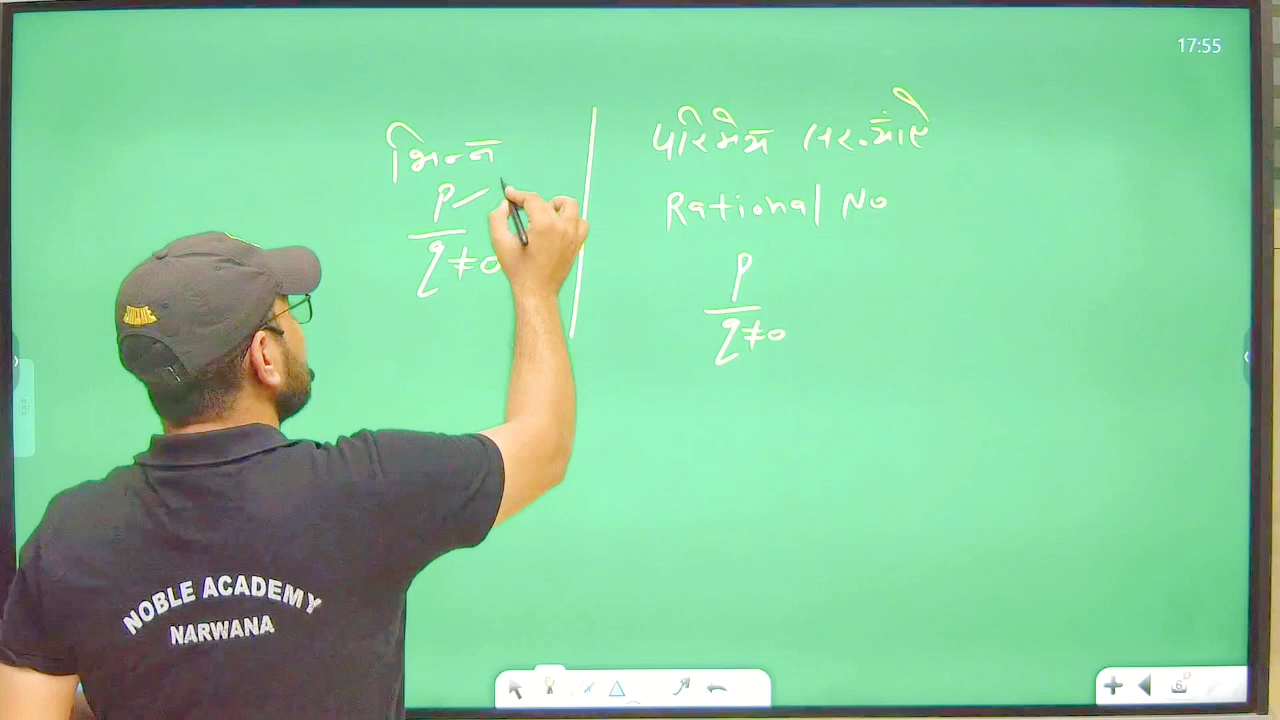 17:55
भिन्न
p
q ≠ 0
परिमेय संख्याएं
Rational No
p
q ≠ 0
NOBLE ACADEMY
NARWANA